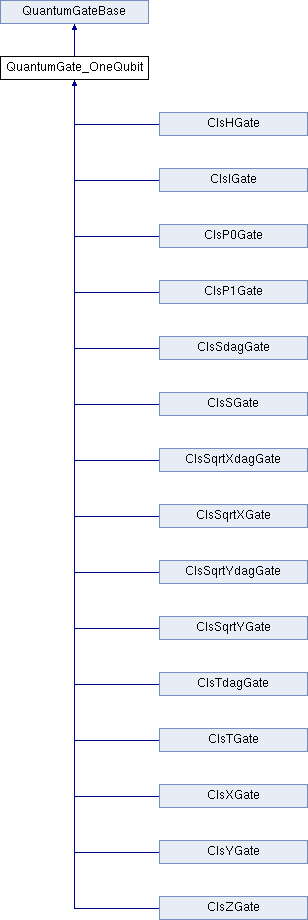 QuantumGateBase
QuantumGate_OneQubit
ClsHGate
ClsIGate
ClsP0Gate
ClsP1Gate
ClsSdagGate
ClsSGate
ClsSqrtXdagGate
ClsSqrtXGate
ClsSqrtYdagGate
ClsSqrtYGate
ClsTdagGate
ClsTGate
ClsXGate
ClsYGate
ClsZGate